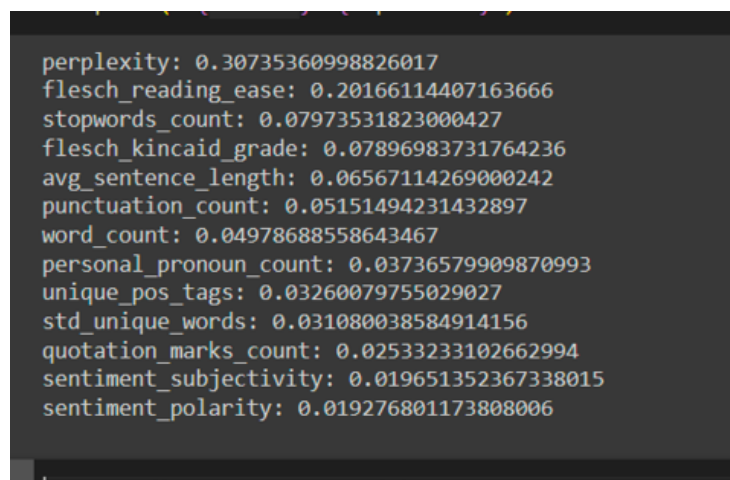 perplexity: 0.30735360998826017
flesch_reading_ease: 0.20166114407163666
stopwords_count: 0.07973531823000427
flesch_kincaid_grade: 0.07896983731764236
avg_sentence_length: 0.06567114269000242
punctuation_count: 0.05151494231432897
word_count: 0.04978688558643467
personal_pronoun_count: 0.03736579909870993
unique_pos_tags: 0.03260079755029027
std_unique_words: 0.031080038584914156
quotation_marks_count: 0.02533233102662994
sentiment_subjectivity: 0.019651352367338015
sentiment_polarity: 0.019276801173808006